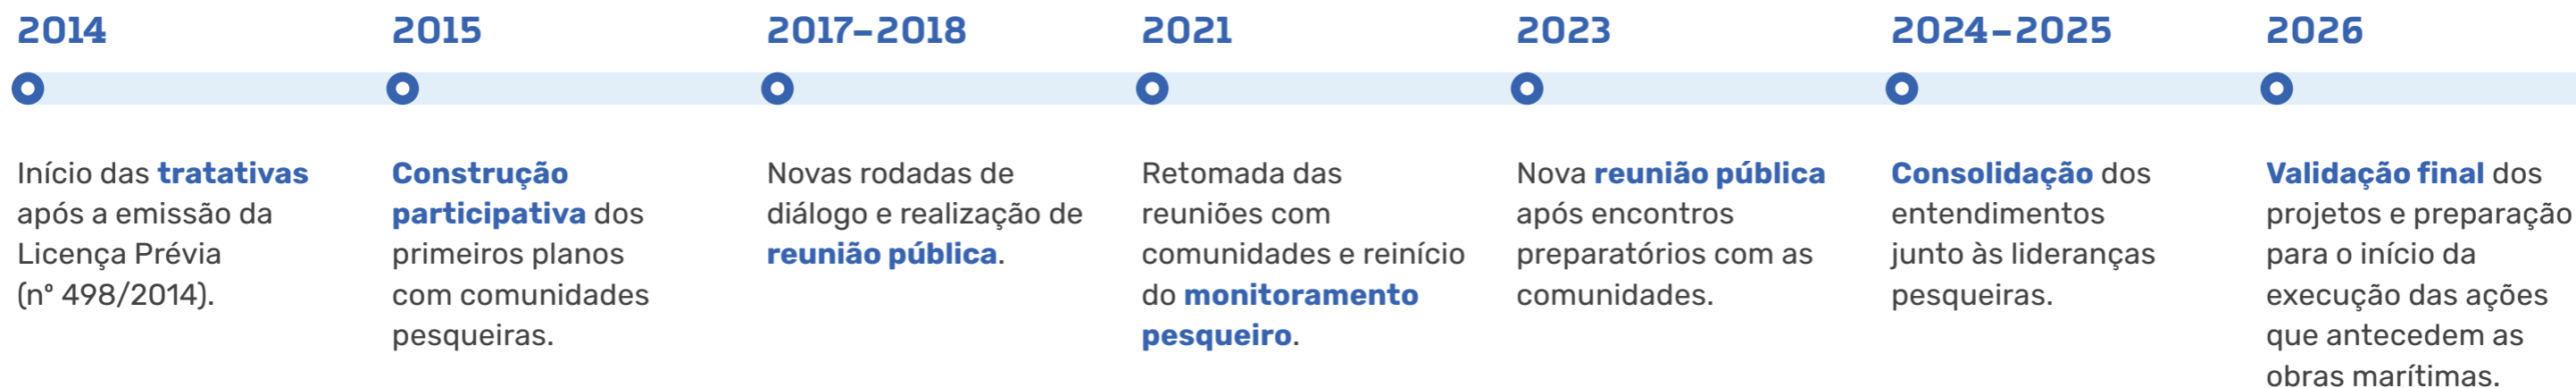 2014
Início das tratativas
após a emissão da
Licença Prévia
(nº 498/2014).
2015
Construção
participativa dos
primeiros planos
com comunidades
pesqueiras.
2017–2018
Novas rodadas de
diálogo e realização de
reunião pública.
2021
Retomada das
reuniões com
comunidades e reinício
do monitoramento
pesqueiro.
2023
Nova reunião pública
após encontros
preparatórios com as
comunidades.
2024–2025
Consolidação dos
entendimentos
junto às lideranças
pesqueiras.
2026
Validação final dos
projetos e preparação
para o início da
execução das ações
que antecedem as
obras marítimas.